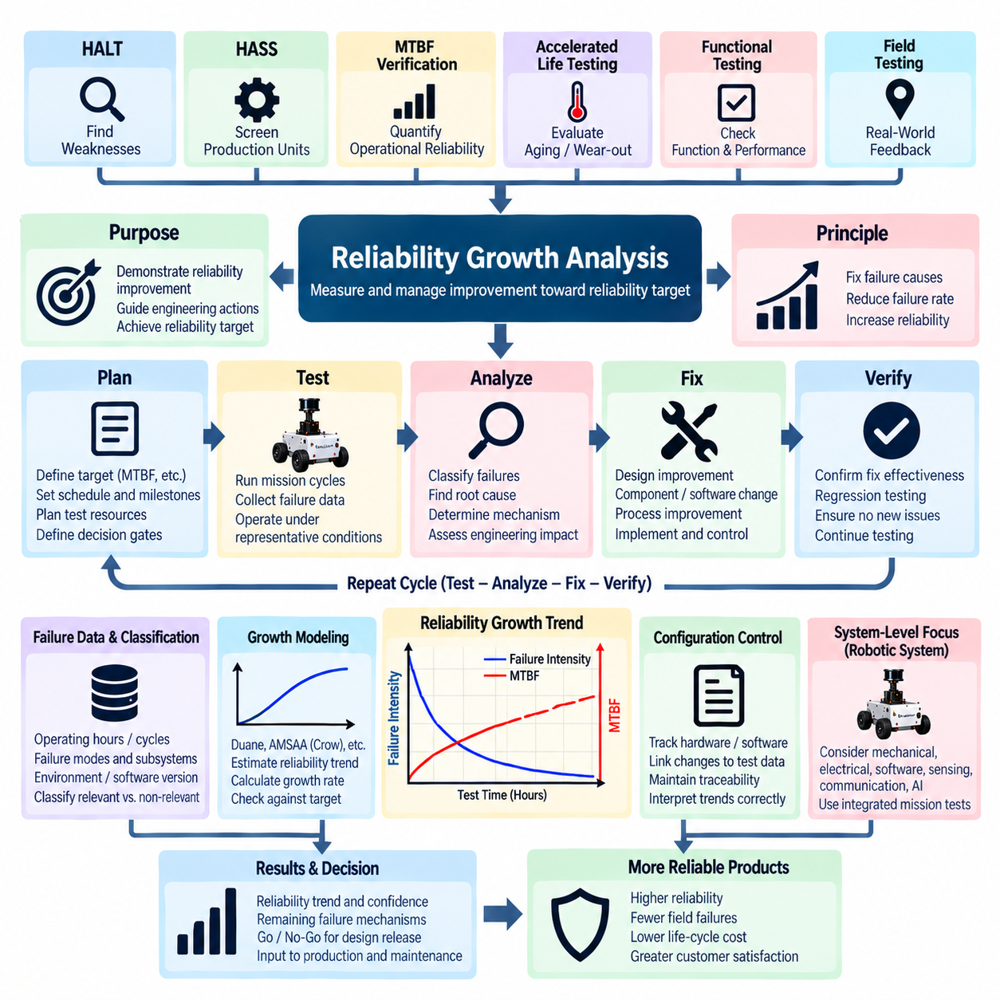 HALT
Find
Weaknesses
HASS
Screen
Production Units
MTBF
Verification
Quantify
Operational Reliability
Accelerated
Life Testing
Evaluate
Aging / Wear-out
Functional
Testing
Check
Function & Performance
Field
Testing
Real-World
Feedback
Purpose
Demonstrate reliability
improvement
Guide engineering actions
Achieve reliability target
Reliability Growth Analysis
Measure and manage improvement toward reliability target
Principle
Fix failure causes
Reduce failure rate
Increase reliability
Plan
Define target (MTBF, etc.)
Set schedule and milestones
Plan test resources
Define decision gates
Test
Run mission cycles
Collect failure data
Operate under
representative conditions
Analyze
Classify failures
Find root cause
Determine mechanism
Assess engineering impact
Fix
Design improvement
Component / software change
Process improvement
Implement and control
Verify
Confirm fix effectiveness
Regression testing
Ensure no new issues
Continue testing
Repeat Cycle (Test – Analyze – Fix – Verify)
Failure Data & Classification
Operating hours / cycles
Failure modes and subsystems
Environment / software version
Classify relevant vs. non-relevant
Growth Modeling
Duane, AMSAA (Crow), etc.
Estimate reliability trend
Calculate growth rate
Check against target
Reliability Growth Trend
Failure Intensity
MTBF
Failure Intensity
MTBF
Test Time (Hours)
Configuration Control
Track hardware / software
Link changes to test data
Maintain traceability
Interpret trends correctly
System-Level Focus
(Robotic System)
Consider mechanical,
electrical, software, sensing,
communication, AI
Use integrated mission tests
Results & Decision
Reliability trend and confidence
Remaining failure mechanisms
Go / No-Go for design release
Input to production and maintenance
More Reliable Products
Higher reliability
Fewer field failures
Lower life-cycle cost
Greater customer satisfaction